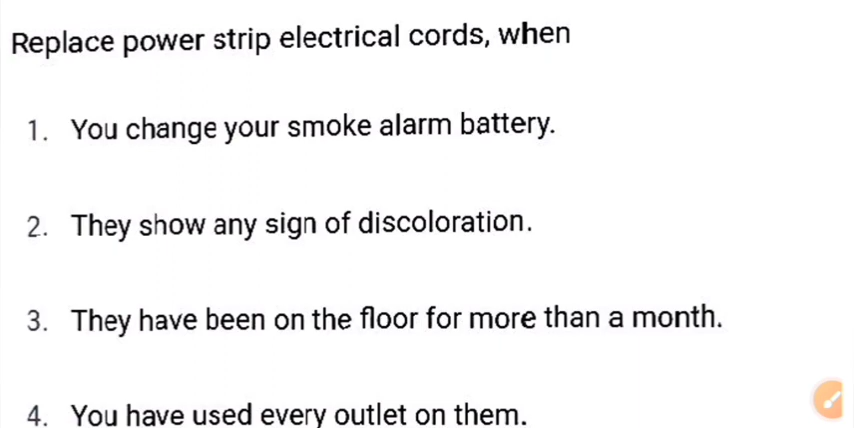 Replace power strip electrical cords, when
1. You change your smoke alarm battery.
2. They show any sign of discoloration.
3. They have been on the floor for more than a month.
4. You have used every outlet on them.